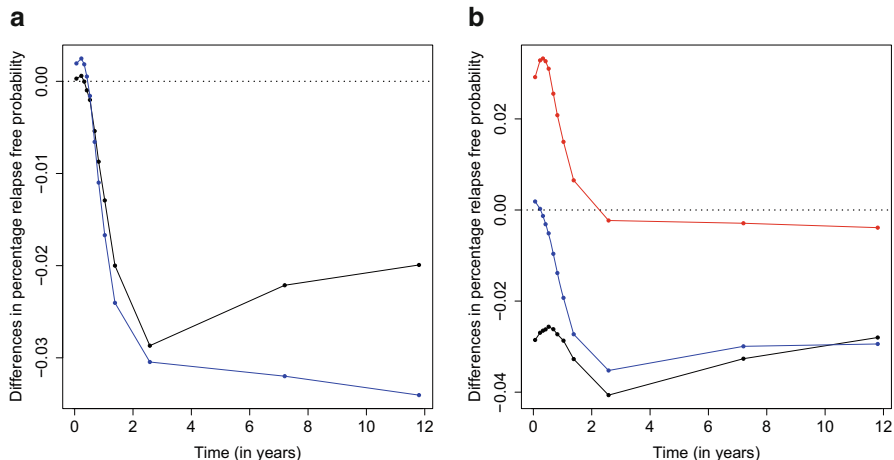 a
Differences in percentage relapse free probability
0.00
−0.01
−0.02
−0.03
0 2 4 6 8 10 12
Time (in years)
b
Differences in percentage relapse free probability
0.02
0.00
−0.02
−0.04
0 2 4 6 8 10 12
Time (in years)